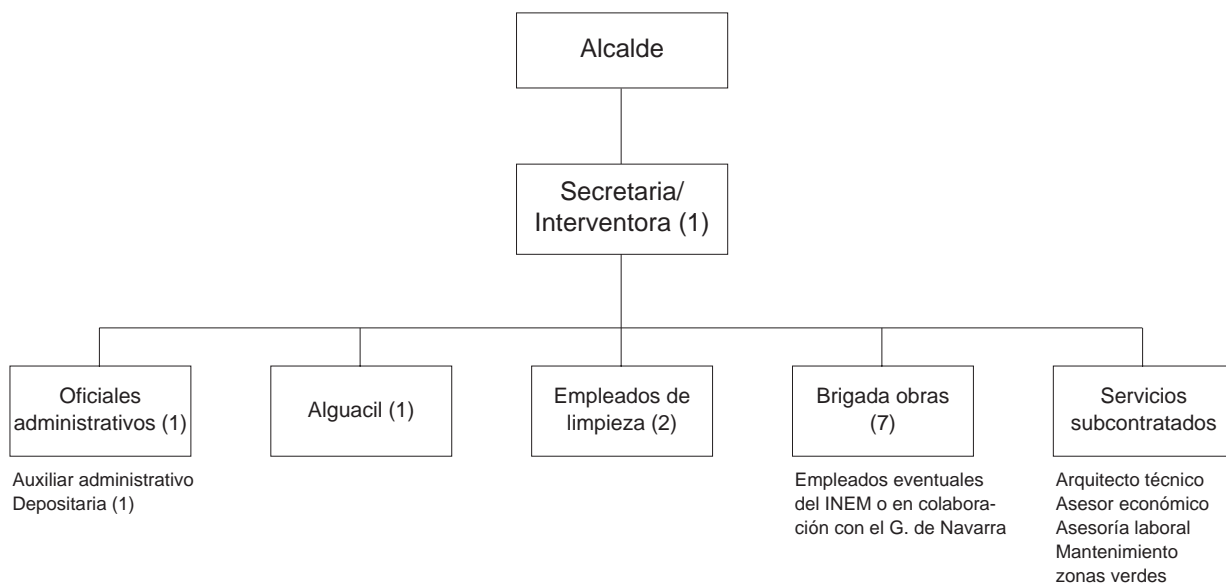 Alcalde
Secretaria/
Interventora (1)
Oficiales
administrativos (1)
Auxiliar administrativo
Depositaria (1)
Alguacil (1)
Empleados de
limpieza (2)
Brigada obras
(7)
Empleados eventuales
del INEM o en colabora-
ción con el G. de Navarra
Servicios
subcontratados
Arquitecto técnico
Asesor económico
Asesoría laboral
Mantenimiento
zonas verdes